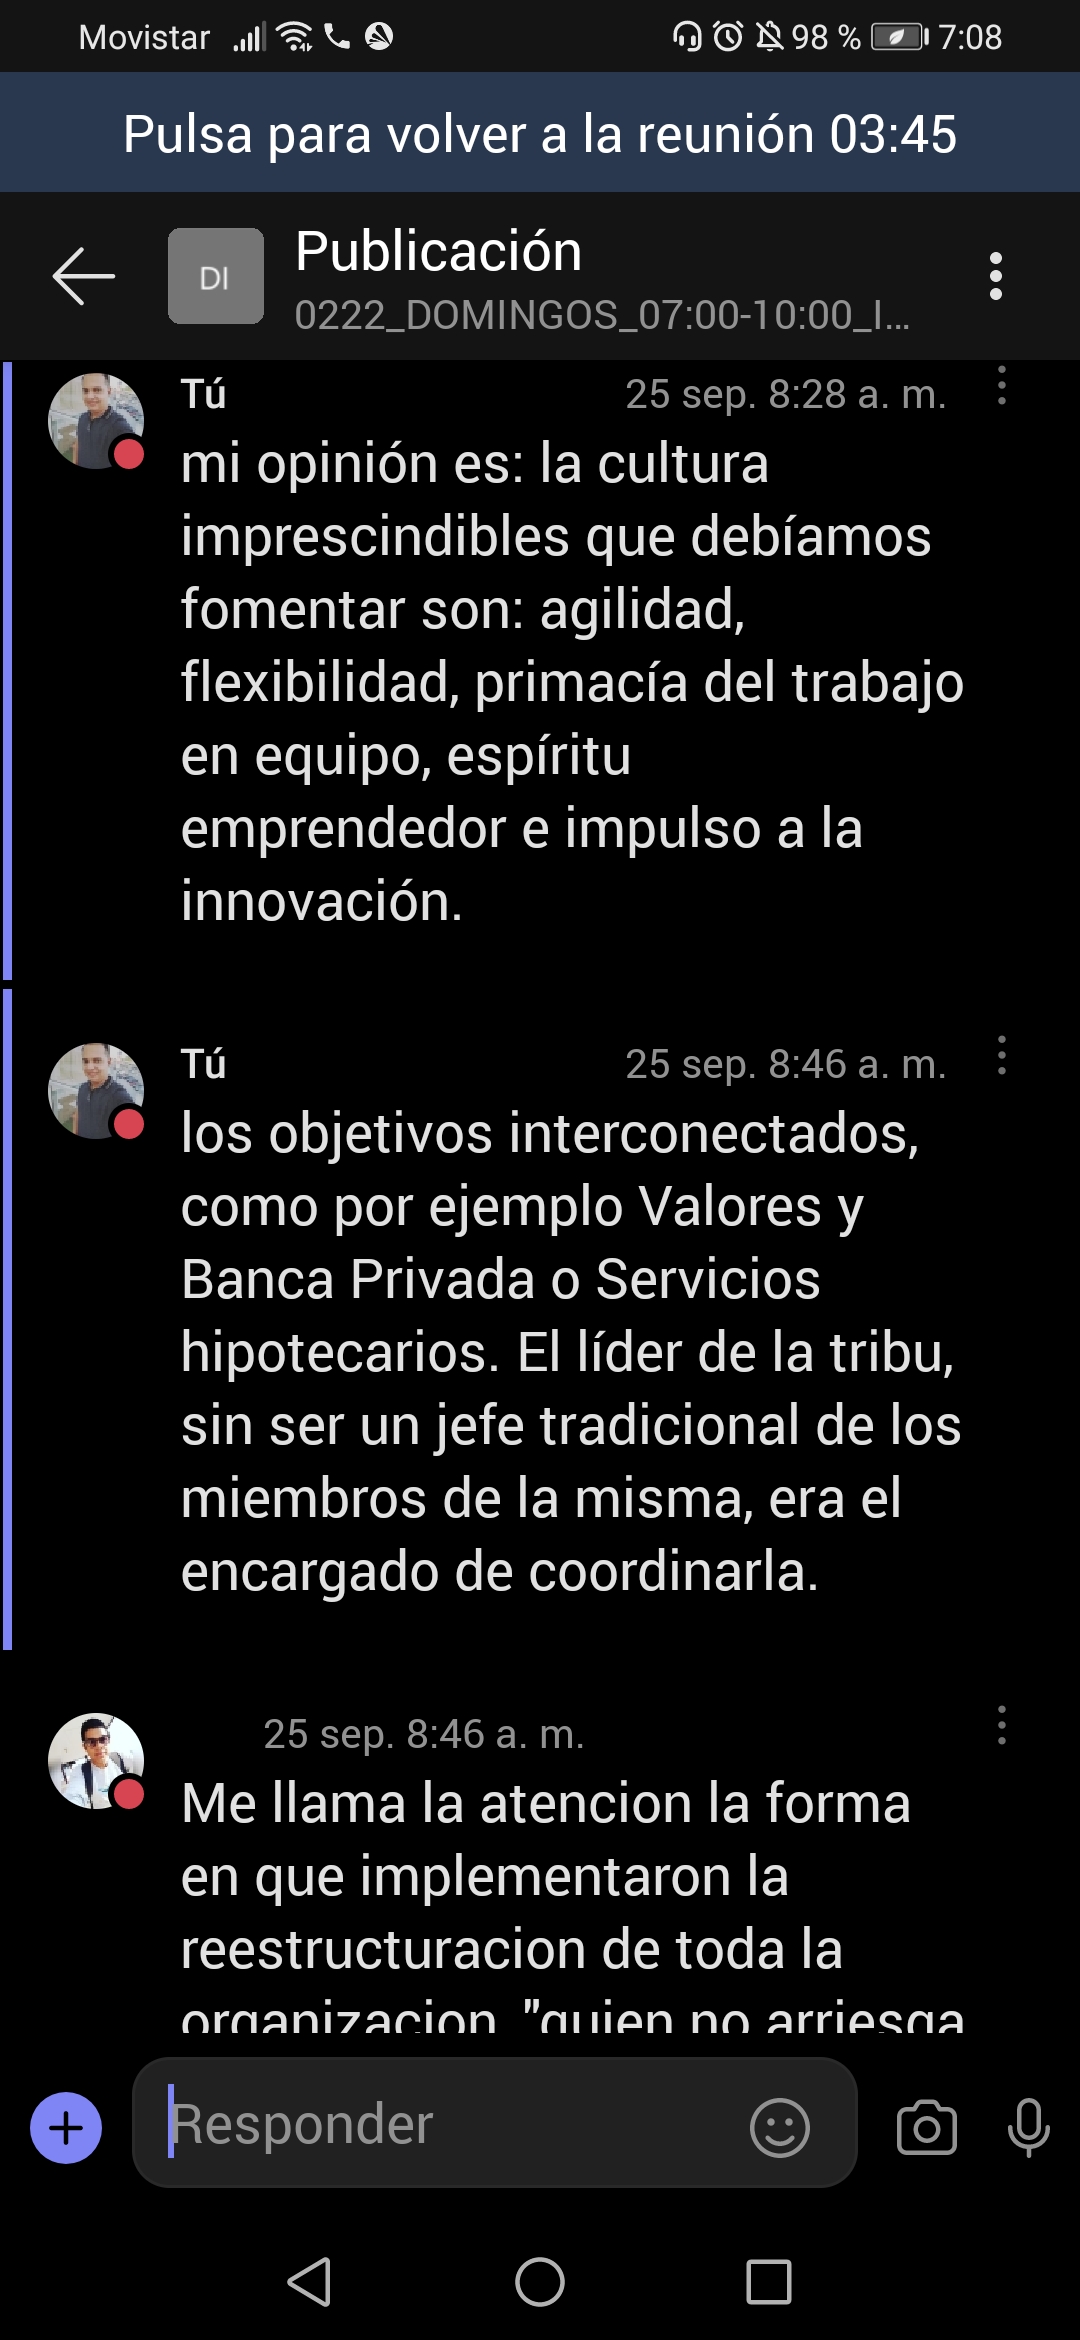 Movistar 98 % 7:08
Pulsa para volver a la reunión 03:45
DI
Publicación
0222_DOMINGOS_07:00-10:00_I...
Tú 25 sep. 8:28 a. m.
mi opinión es: la cultura
imprescindibles que debíamos
fomentar son: agilidad,
flexibilidad, primacía del trabajo
en equipo, espíritu
emprendedor e impulso a la
innovación.
Tú 25 sep. 8:46 a. m.
los objetivos interconectados,
como por ejemplo Valores y
Banca Privada o Servicios
hipotecarios. El líder de la tribu,
sin ser un jefe tradicional de los
miembros de la misma, era el
encargado de coordinarla.
25 sep. 8:46 a. m.
Me llama la atencion la forma
en que implementaron la
reestructuracion de toda la
organizacion, "quien no arriesga
Responder